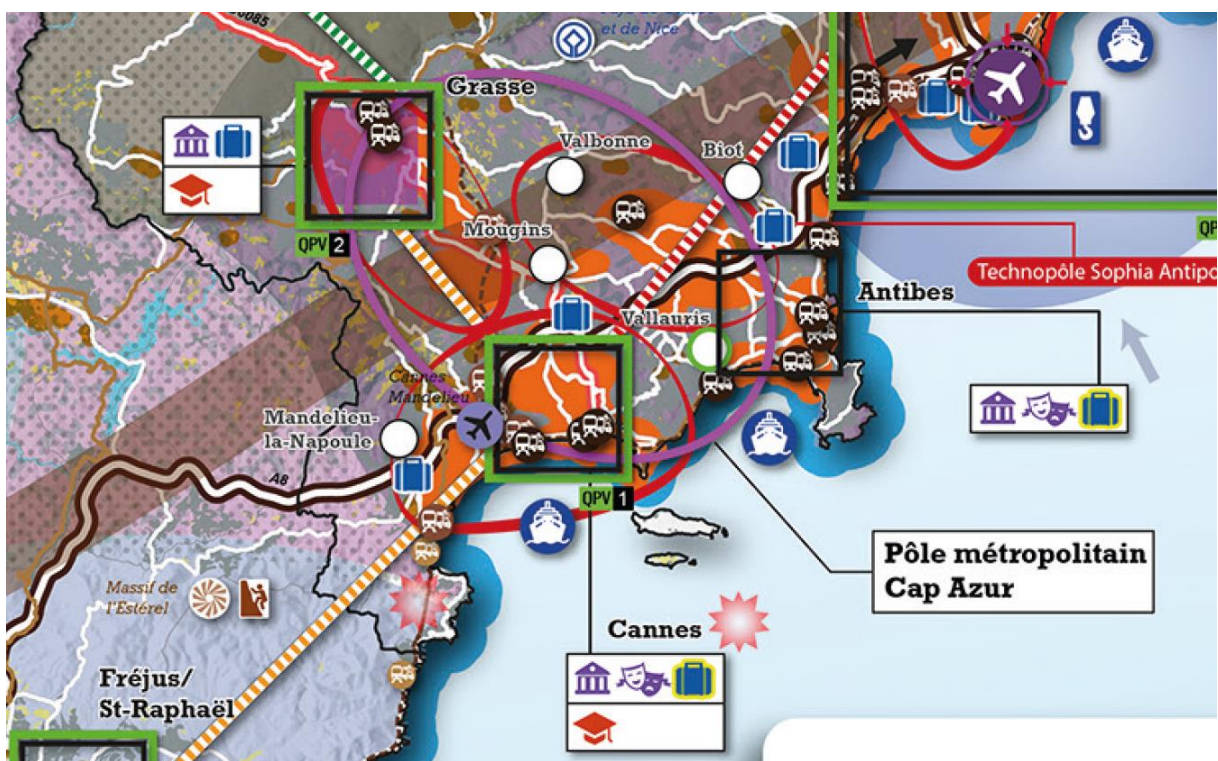 et de Nice
Grasse
Valbonne
Biot
QPV 2
Mougins
QP
Technopôle Sophia Antipo
Antibes
Vallauris
Cannes
Mandelieu
Mandelieu-
la-Napoule
A8
QPV 1
Pôle métropolitain
Cap Azur
Massif de
l'Estérel
Cannes
Fréjus/
St-Raphaël